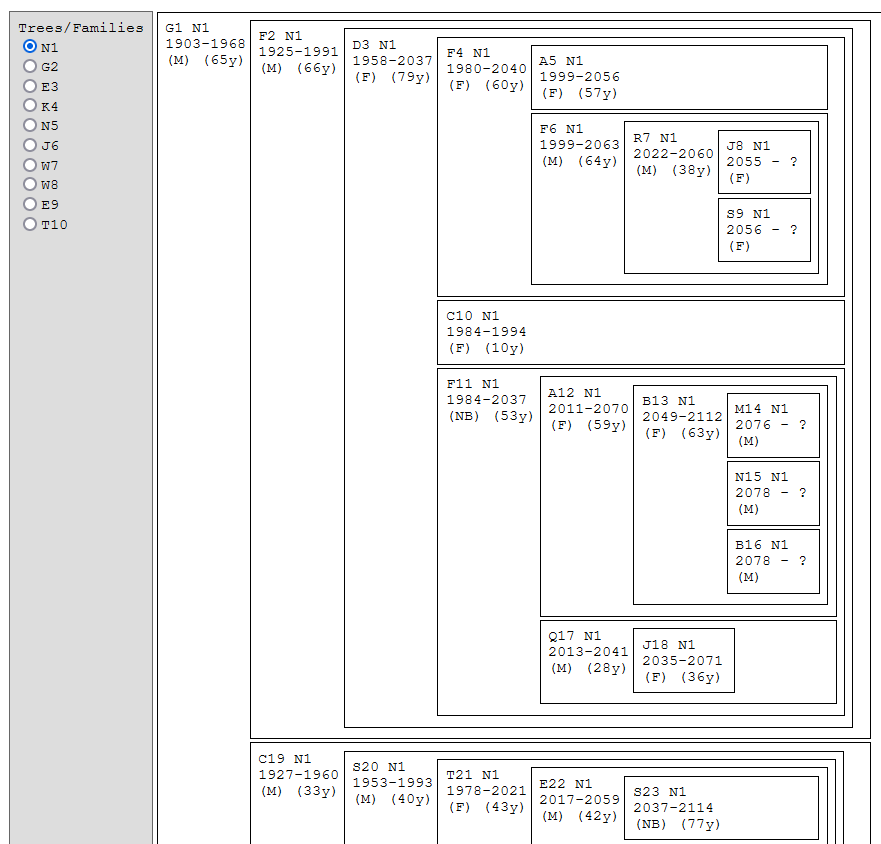 Trees/Families
N1
G2
E3
K4
N5
J6
W7
W8
E9
T10
G1 N1
1903-1968
(M) (65y)
F2 N1
1925-1991
(M) (66y)
D3 N1
1958-2037
(F) (79y)
F4 N1
1980-2040
(F) (60y)
A5 N1
1999-2056
(F) (57y)
F6 N1
1999-2063
(M) (64y)
R7 N1
2022-2060
(M) (38y)
J8 N1
2055 - ?
(F)
S9 N1
2056 - ?
(F)
C10 N1
1984-1994
(F) (10y)
F11 N1
1984-2037
(NB) (53y)
A12 N1
2011-2070
(F) (59y)
B13 N1
2049-2112
(F) (63y)
M14 N1
2076 - ?
(M)
N15 N1
2078 - ?
(M)
B16 N1
2078 - ?
(M)
Q17 N1
2013-2041
(M) (28y)
J18 N1
2035-2071
(F) (36y)
C19 N1
1927-1960
(M) (33y)
S20 N1
1953-1993
(M) (40y)
T21 N1
1978-2021
(F) (43y)
E22 N1
2017-2059
(M) (42y)
S23 N1
2037-2114
(NB) (77y)